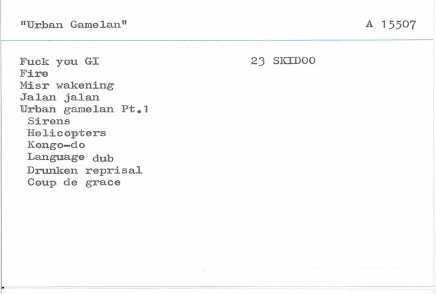 "Urban Gamelan" A 15507
Fuck you GI 23 SKIDOO
Fire
Misr wakening
Jalan jalan
Urban gamelan Pt.1
Sirens
Helicopters
Kongo-do
Language dub
Drunken reprisal
Coup de grace